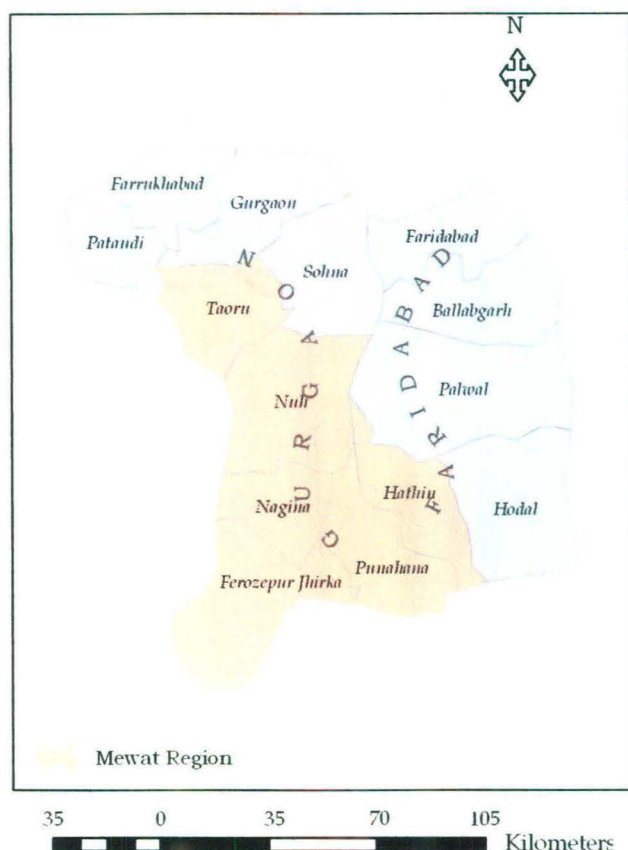 N
Farrukhabad
Gurgaon
Pataudi
Faridabad
Sohna
Taoru
Ballabgarh
Nuh
Palwal
GURGAON
FARIDABAD
Nagina
Hathin
Hodal
Punahana
Ferozepur Jhirka
Mewat Region
35 0 35 70 105
Kilometers